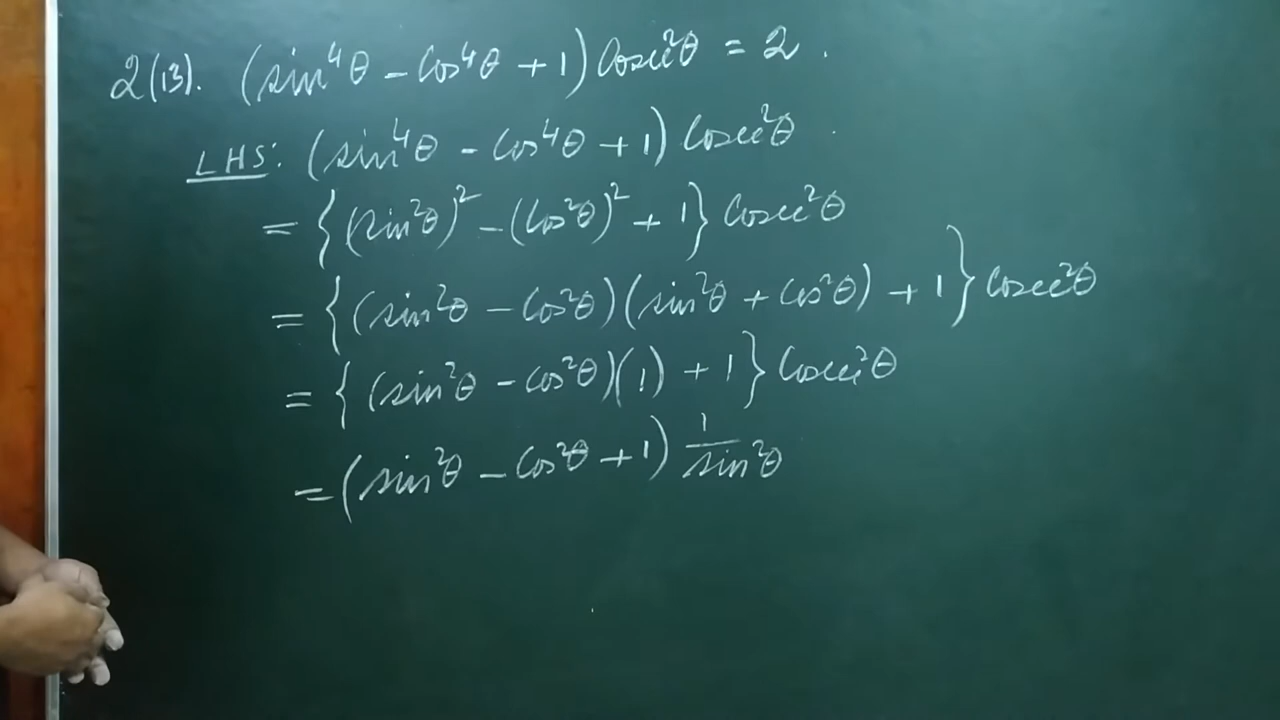 2(13). (sin⁴θ - Cos⁴θ + 1) Cosec²θ = 2.
LHS: (sin⁴θ - Cos⁴θ + 1) Cosec²θ.
= {(sin²θ)² - (Cos²θ)² + 1} Cosec²θ
= {(sin²θ - Cos²θ)(sin²θ + Cos²θ) + 1} Cosec²θ
= {(sin²θ - Cos²θ)(1) + 1} Cosec²θ
= (sin²θ - Cos²θ + 1) 1/sin²θ